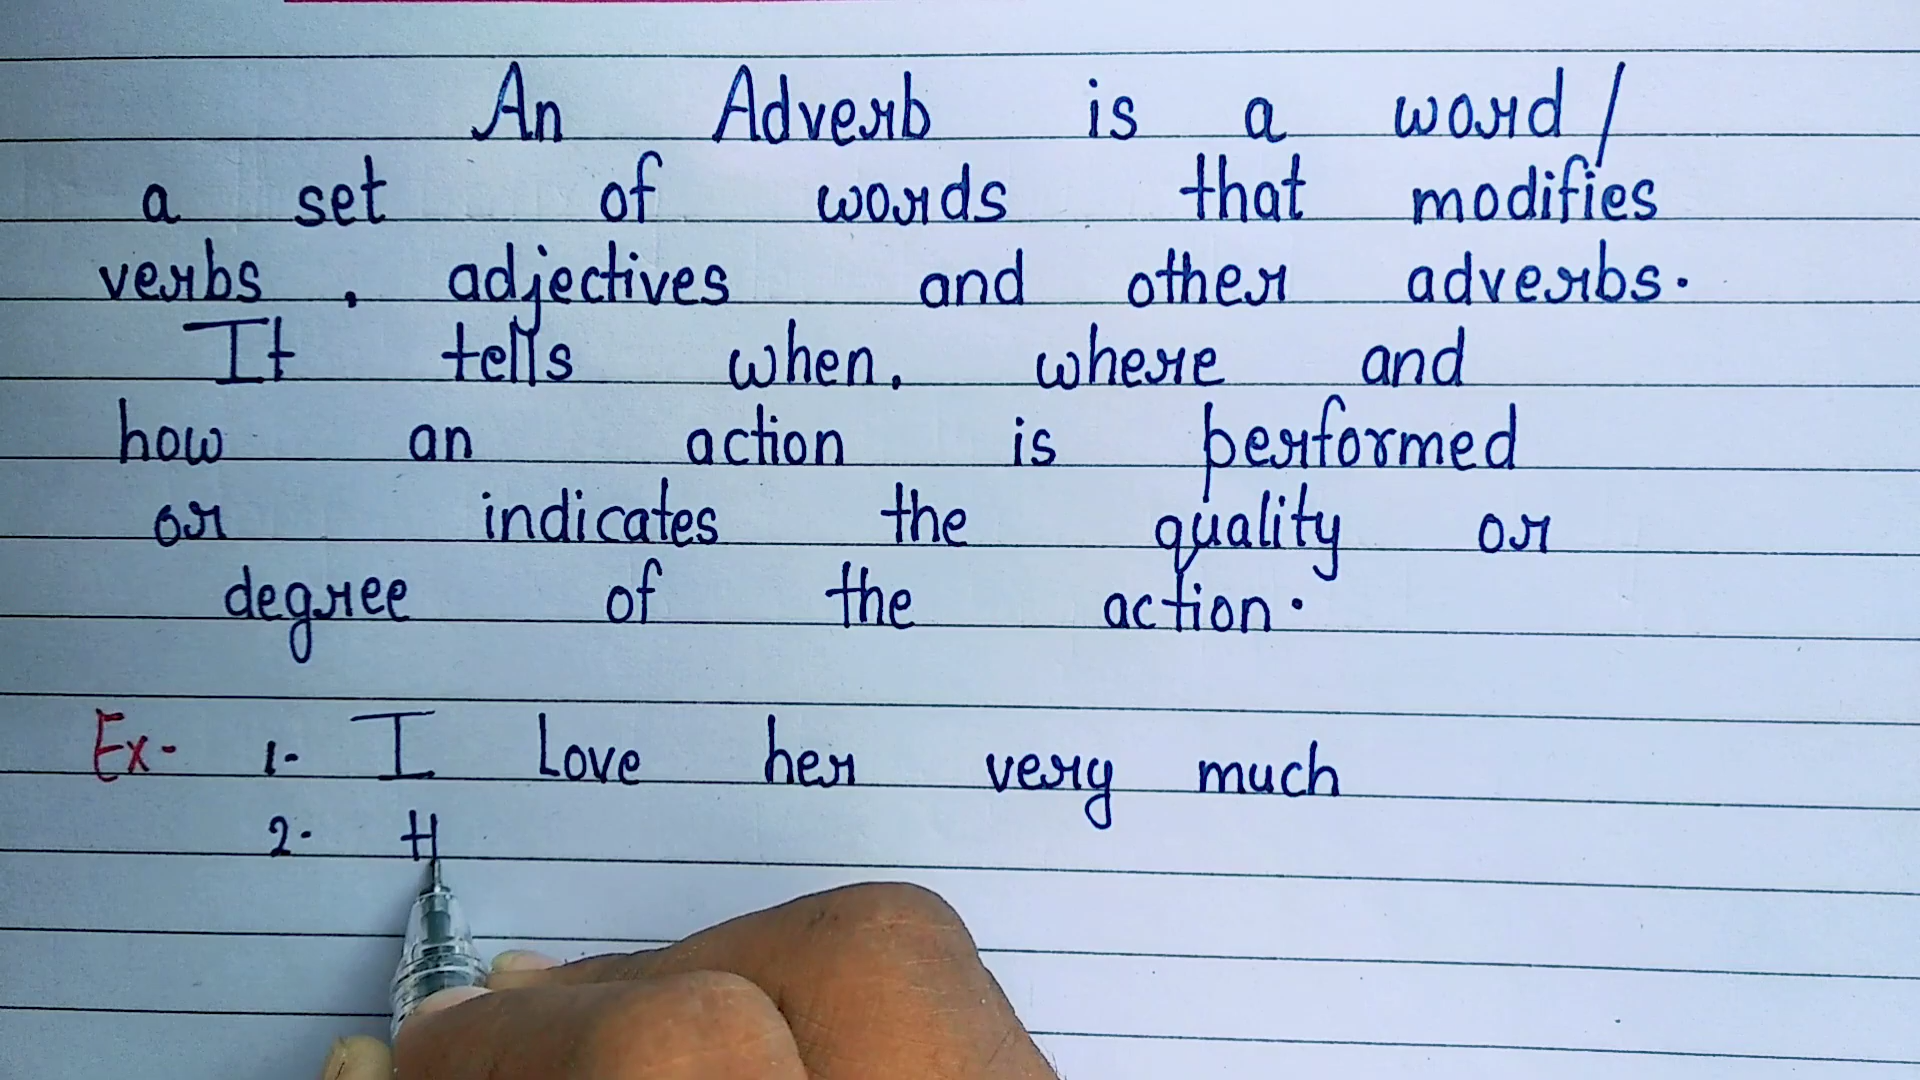 An Adverb is a word /
a set of words that modifies
verbs, adjectives and other adverbs.
It tells when, where and
how an action is performed
or indicates the quality or
degree of the action.
Ex- 1- I Love her very much
2- H